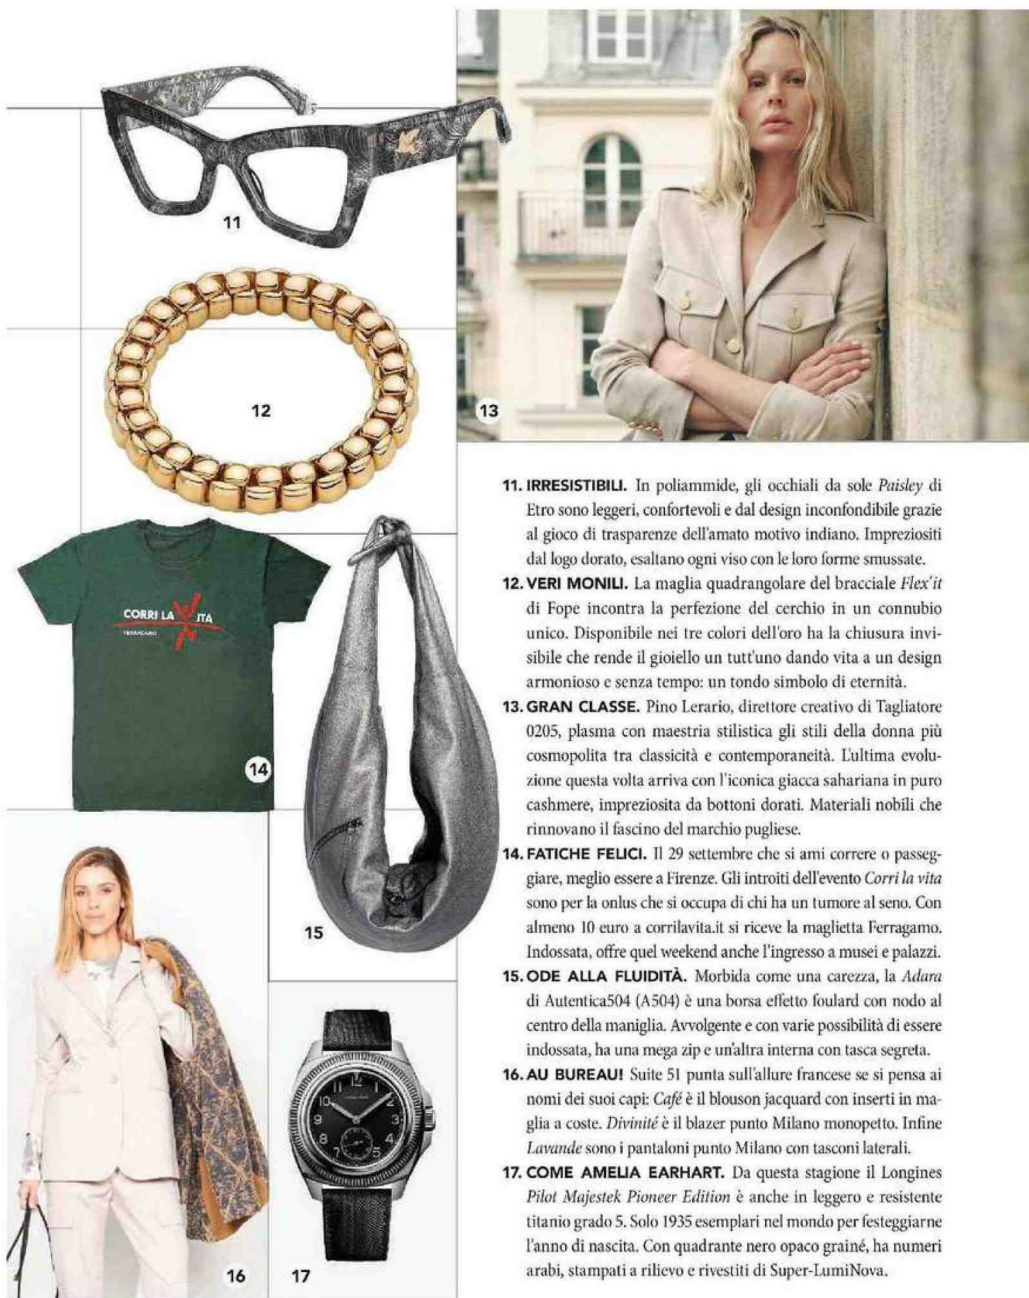 11
12
13
CORRI LA VITA
FERRAGAMO
14
15
16
17
11. IRRESISTIBILI. In poliammide, gli occhiali da sole Paisley di
Etro sono leggeri, confortevoli e dal design inconfondibile grazie
al gioco di trasparenze dell'amato motivo indiano. Impreziositi
dal logo dorato, esaltano ogni viso con le loro forme smussate.
12. VERI MONILI. La maglia quadrangolare del bracciale Flex'it
di Fope incontra la perfezione del cerchio in un connubio
unico. Disponibile nei tre colori dell'oro ha la chiusura invi-
sibile che rende il gioiello un tutt'uno dando vita a un design
armonioso e senza tempo: un tondo simbolo di eternità.
13. GRAN CLASSE. Pino Lerario, direttore creativo di Tagliatore
0205, plasma con maestria stilistica gli stili della donna più
cosmopolita tra classicità e contemporaneità. L'ultima evolu-
zione questa volta arriva con l'iconica giacca sahariana in puro
cashmere, impreziosita da bottoni dorati. Materiali nobili che
rinnovano il fascino del marchio pugliese.
14. FATICHE FELICI. Il 29 settembre che si ami correre o passeg-
giare, meglio essere a Firenze. Gli introiti dell'evento Corri la vita
sono per la onlus che si occupa di chi ha un tumore al seno. Con
almeno 10 euro a corrilavita.it si riceve la maglietta Ferragamo.
Indossata, offre quel weekend anche l'ingresso a musei e palazzi.
15. ODE ALLA FLUIDITÀ. Morbida come una carezza, la Adara
di Autentica504 (A504) è una borsa effetto foulard con nodo al
centro della maniglia. Avvolgente e con varie possibilità di essere
indossata, ha una mega zip e un'altra interna con tasca segreta.
16. AU BUREAU! Suite 51 punta sull'allure francese se si pensa ai
nomi dei suoi capi: Café è il blouson jacquard con inserti in ma-
glia a coste. Divinité è il blazer punto Milano monopetto. Infine
Lavande sono i pantaloni punto Milano con tasconi laterali.
17. COME AMELIA EARHART. Da questa stagione il Longines
Pilot Majestek Pioneer Edition è anche in leggero e resistente
titanio grado 5. Solo 1935 esemplari nel mondo per festeggiarne
l'anno di nascita. Con quadrante nero opaco grainé, ha numeri
arabi, stampati a rilievo e rivestiti di Super-LumiNova.